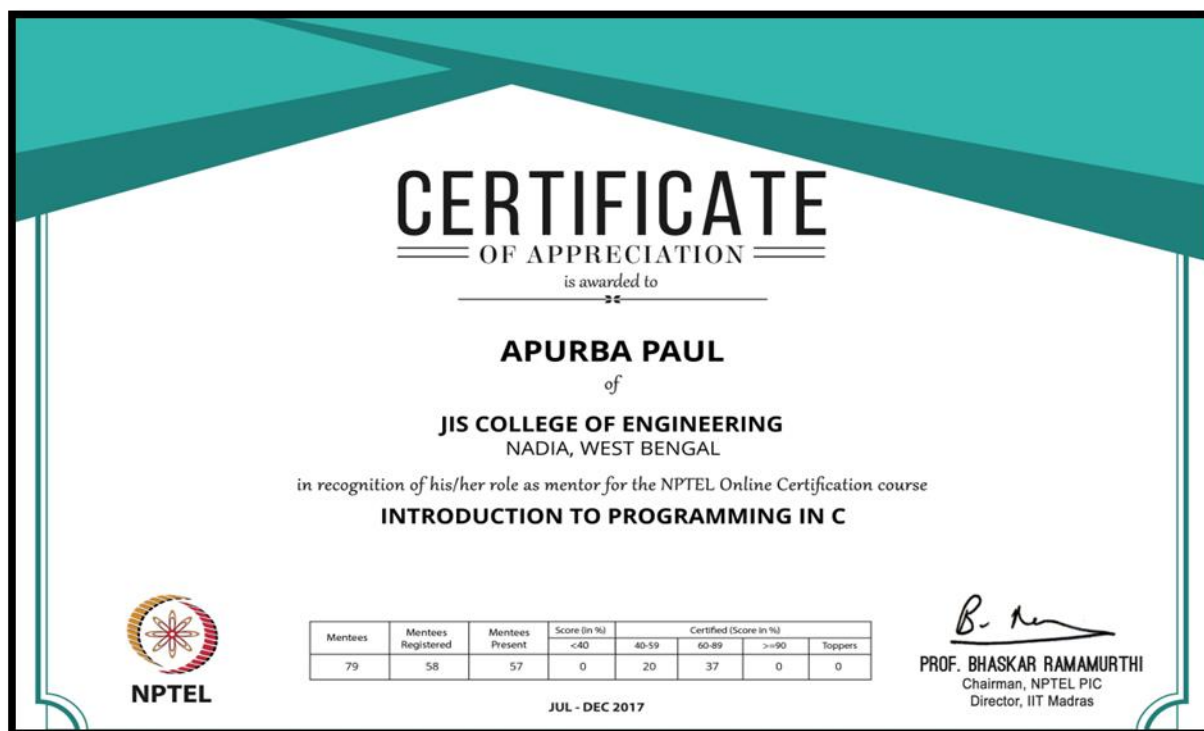 CERTIFICATE
OF APPRECIATION
is awarded to
APURBA PAUL
of
JIS COLLEGE OF ENGINEERING
NADIA, WEST BENGAL
in recognition of his/her role as mentor for the NPTEL Online Certification course
INTRODUCTION TO PROGRAMMING IN C
NPTEL
Mentees Mentees Registered Mentees Present Score (in %) Certified (Score in %)
<40 40-59 60-89 >=90 Toppers
79 58 57 0 20 37 0 0
JUL - DEC 2017
B. Ram
PROF. BHASKAR RAMAMURTHI
Chairman, NPTEL PIC
Director, IIT Madras